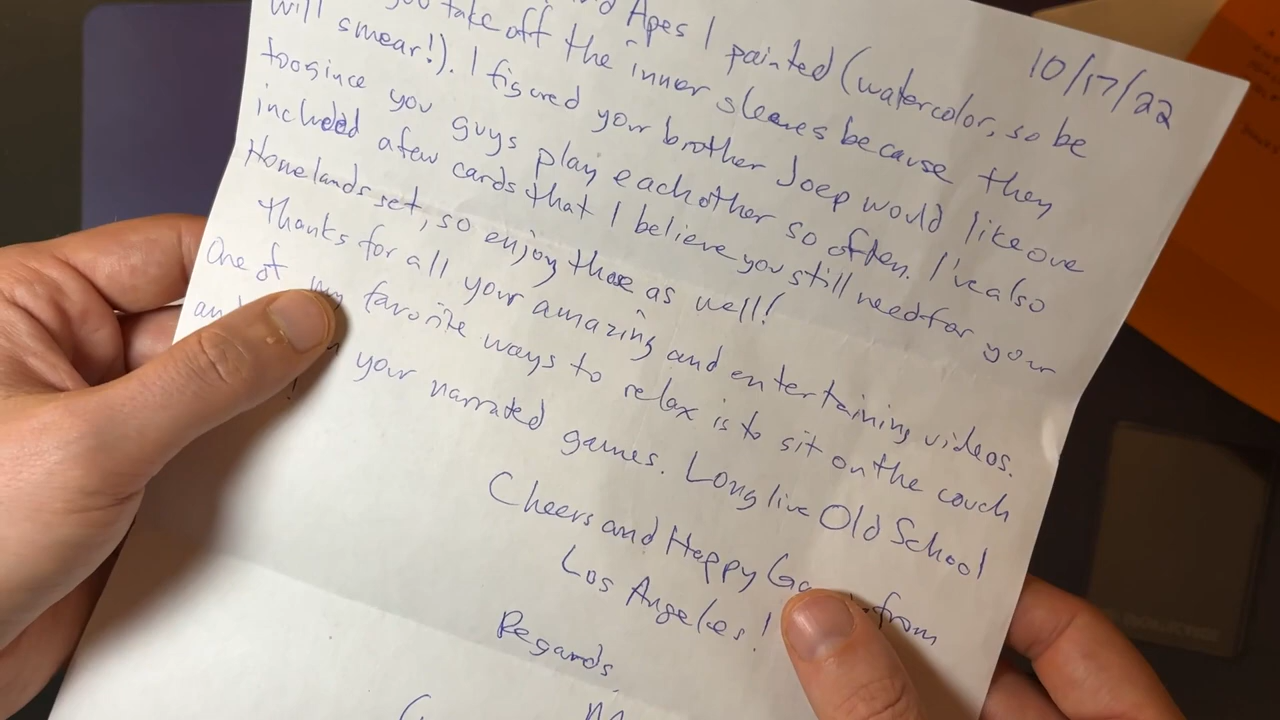 10/17/22
Apes I painted (watercolor, so be
you take off the inner sleeves because they
will smear!). I figured your brother Joep would like one
too since you guys play each other so often. I've also
included a few cards that I believe you still need for your
Homelands set, so enjoy those as well!
Thanks for all your amazing and entertaining videos.
One of my favorite ways to relax is to sit on the couch
your narrated games. Long live Old School
Cheers and Happy from
Los Angeles!
Regards,